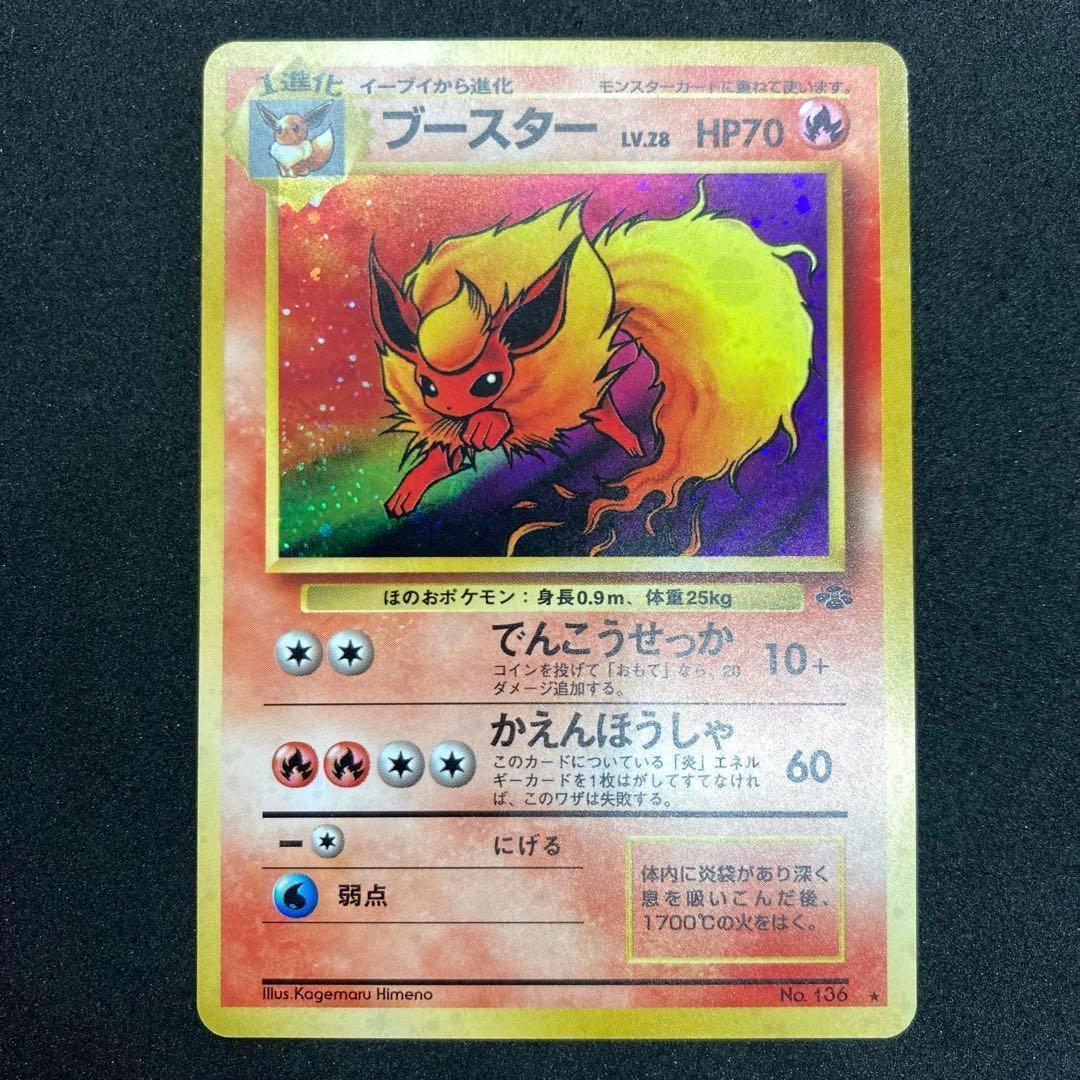 1進化
イーブイから進化
モンスターカードに重ねて使います。
ブースター LV.28 HP70
ほのおポケモン：身長0.9m、体重25kg
でんこうせっか 10+
コインを投げて「おもて」なら、20
ダメージ追加する。
かえんほうしゃ 60
このカードについている「炎」エネル
ギーカードを1枚はがしてすてなけれ
ば、このワザは失敗する。
にげる
弱点
体内に炎袋があり深く
息を吸いこんだ後、
1700℃の火をはく。
Illus.Kagemaru Himeno
No. 136 ★